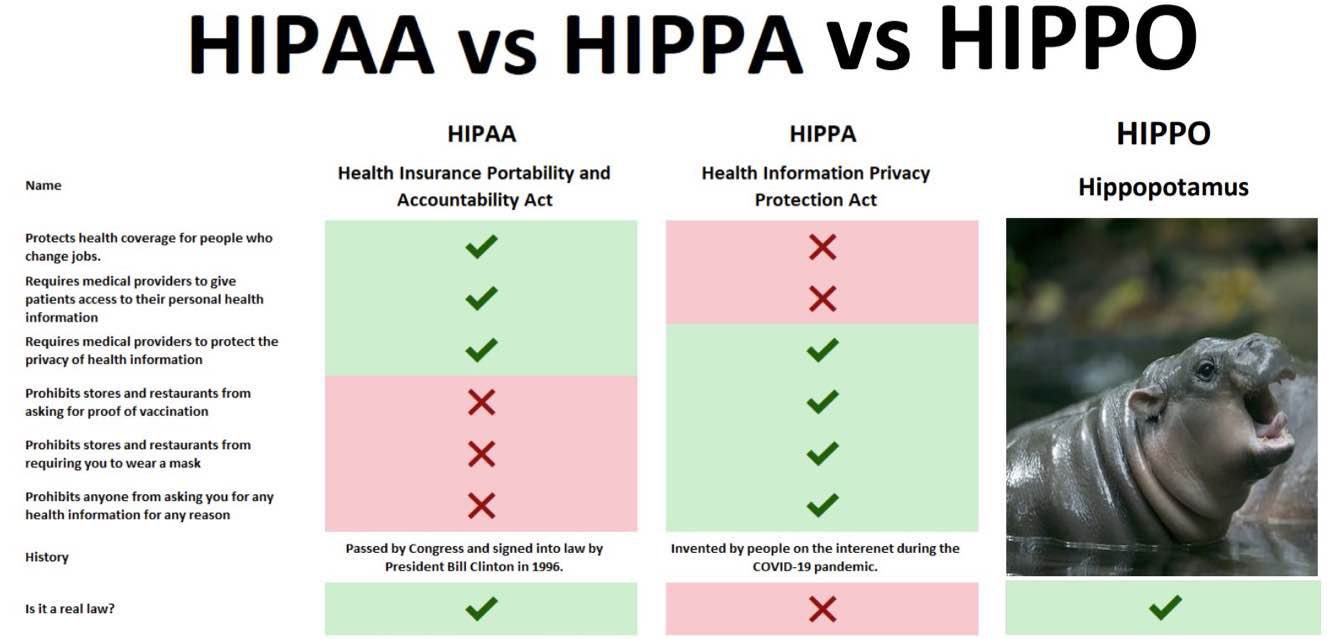 HIPAA vs HIPPA vs HIPPO
HIPAA
HIPPA
HIPPO
Name
Health Insurance Portability and
Accountability Act
Health Information Privacy
Protection Act
Hippopotamus
Protects health coverage for people who
change jobs.
Requires medical providers to give
patients access to their personal health
information
Requires medical providers to protect the
privacy of health information
Prohibits stores and restaurants from
asking for proof of vaccination
Prohibits stores and restaurants from
requiring you to wear a mask
Prohibits anyone from asking you for any
health information for any reason
History
Passed by Congress and signed into law by
President Bill Clinton in 1996.
Invented by people on the interenet during the
COVID-19 pandemic.
Is it a real law?